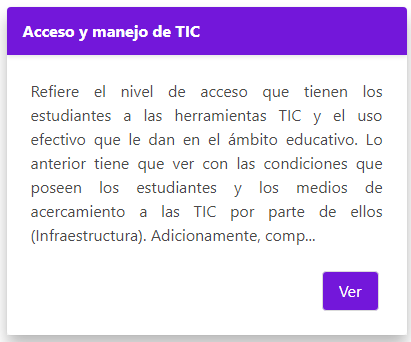 Acceso y manejo de TIC
Refiere el nivel de acceso que tienen los
estudiantes a las herramientas TIC y el uso
efectivo que le dan en el ámbito educativo. Lo
anterior tiene que ver con las condiciones que
poseen los estudiantes y los medios de
acercamiento a las TIC por parte de ellos
(Infraestructura). Adicionamente, comp...
Ver